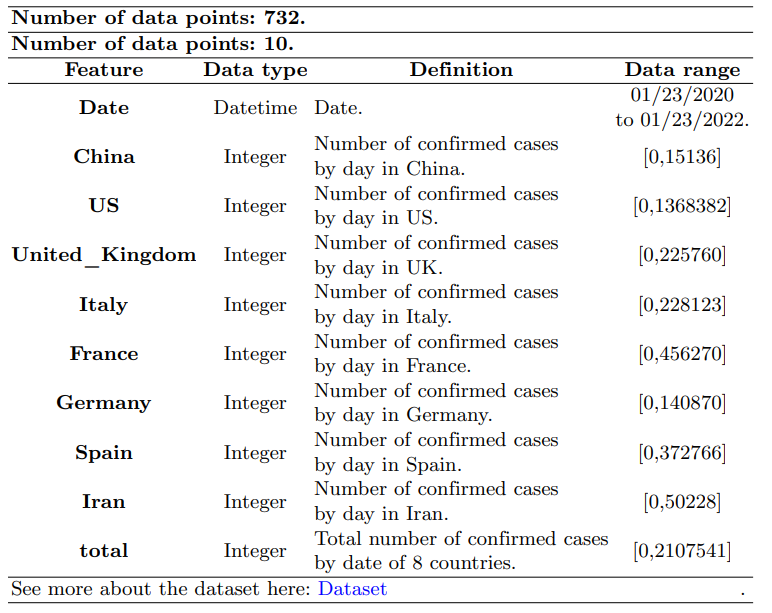 Number of data points: 732.
Number of data points: 10.
Feature Data type Definition Data range
Date Datetime Date. 01/23/2020
to 01/23/2022.
China Integer Number of confirmed cases
by day in China. [0,15136]
US Integer Number of confirmed cases
by day in US. [0,1368382]
United_Kingdom Integer Number of confirmed cases
by day in UK. [0,225760]
Italy Integer Number of confirmed cases
by day in Italy. [0,228123]
France Integer Number of confirmed cases
by day in France. [0,456270]
Germany Integer Number of confirmed cases
by day in Germany. [0,140870]
Spain Integer Number of confirmed cases
by day in Spain. [0,372766]
Iran Integer Number of confirmed cases
by day in Iran. [0,50228]
total Integer Total number of confirmed cases
by date of 8 countries. [0,2107541]
See more about the dataset here: Dataset .